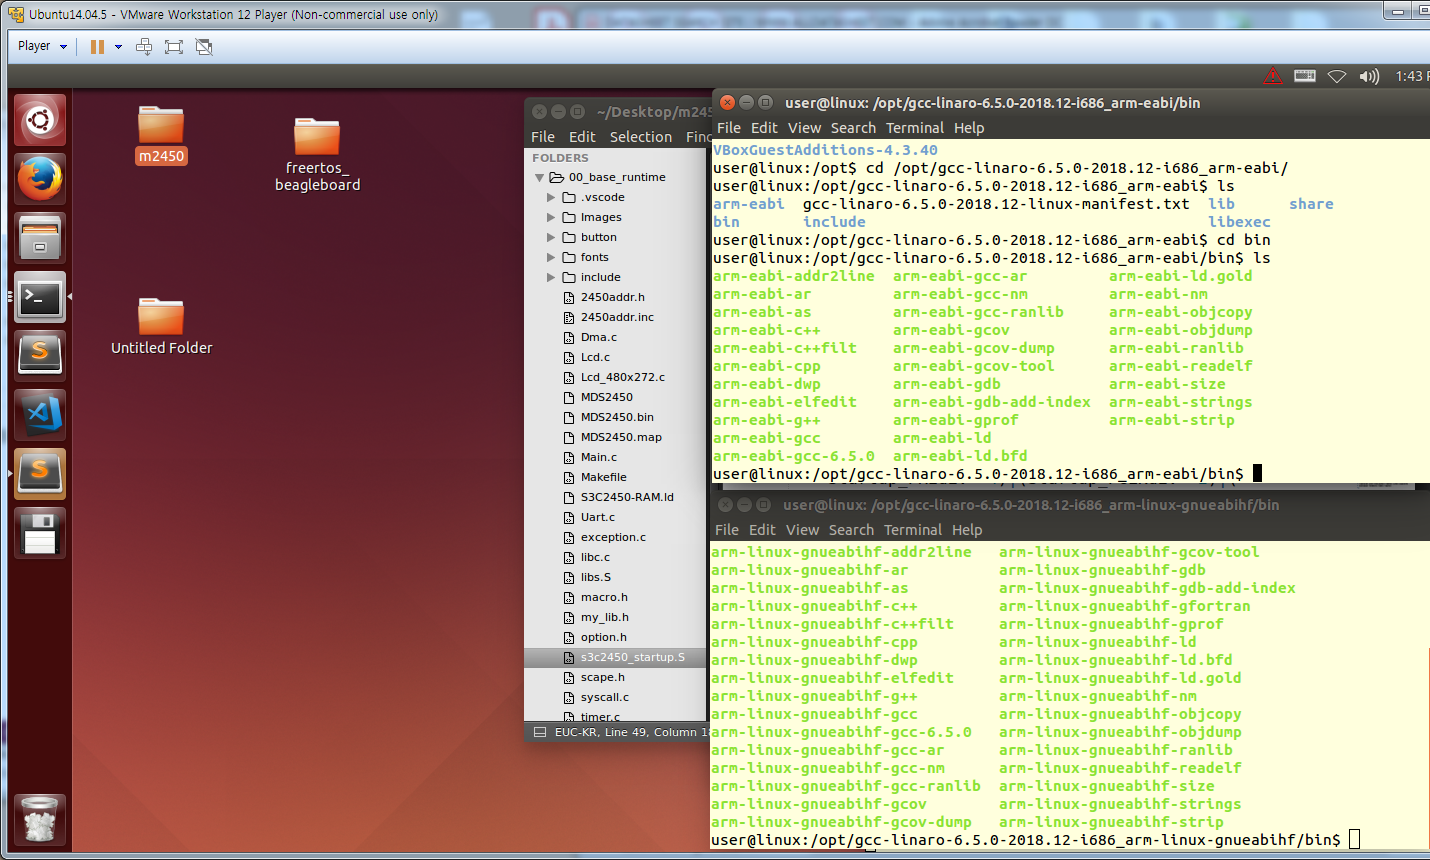 Ubuntu14.04.5 - VMware Workstation 12 Player (Non-commercial use only)
Player
1:43
m2450
freertos_
beagleboard
Untitled Folder
~/Desktop/m245
File Edit Selection Find
FOLDERS
00_base_runtime
.vscode
Images
button
fonts
include
2450addr.h
2450addr.inc
Dma.c
Lcd.c
Lcd_480x272.c
MDS2450
MDS2450.bin
MDS2450.map
Main.c
Makefile
S3C2450-RAM.ld
Uart.c
exception.c
libc.c
libs.S
macro.h
my_lib.h
option.h
s3c2450_startup.S
scape.h
syscall.c
timer.c
EUC-KR, Line 49, Column 18
user@linux: /opt/gcc-linaro-6.5.0-2018.12-i686_arm-eabi/bin
File Edit View Search Terminal Help
VBoxGuestAdditions-4.3.40
user@linux:/opt$ cd /opt/gcc-linaro-6.5.0-2018.12-i686_arm-eabi/
user@linux:/opt/gcc-linaro-6.5.0-2018.12-i686_arm-eabi$ ls
arm-eabi gcc-linaro-6.5.0-2018.12-linux-manifest.txt lib share
bin include libexec
user@linux:/opt/gcc-linaro-6.5.0-2018.12-i686_arm-eabi$ cd bin
user@linux:/opt/gcc-linaro-6.5.0-2018.12-i686_arm-eabi/bin$ ls
arm-eabi-addr2line arm-eabi-gcc-ar arm-eabi-ld.gold
arm-eabi-ar arm-eabi-gcc-nm arm-eabi-nm
arm-eabi-as arm-eabi-gcc-ranlib arm-eabi-objcopy
arm-eabi-c++ arm-eabi-gcov arm-eabi-objdump
arm-eabi-c++filt arm-eabi-gcov-dump arm-eabi-ranlib
arm-eabi-cpp arm-eabi-gcov-tool arm-eabi-readelf
arm-eabi-dwp arm-eabi-gdb arm-eabi-size
arm-eabi-elfedit arm-eabi-gdb-add-index arm-eabi-strings
arm-eabi-g++ arm-eabi-gprof arm-eabi-strip
arm-eabi-gcc arm-eabi-ld
arm-eabi-gcc-6.5.0 arm-eabi-ld.bfd
user@linux:/opt/gcc-linaro-6.5.0-2018.12-i686_arm-eabi/bin$
user@linux: /opt/gcc-linaro-6.5.0-2018.12-i686_arm-linux-gnueabihf/bin
File Edit View Search Terminal Help
arm-linux-gnueabihf-addr2line arm-linux-gnueabihf-gcov-tool
arm-linux-gnueabihf-ar arm-linux-gnueabihf-gdb
arm-linux-gnueabihf-as arm-linux-gnueabihf-gdb-add-index
arm-linux-gnueabihf-c++ arm-linux-gnueabihf-gfortran
arm-linux-gnueabihf-c++filt arm-linux-gnueabihf-gprof
arm-linux-gnueabihf-cpp arm-linux-gnueabihf-ld
arm-linux-gnueabihf-dwp arm-linux-gnueabihf-ld.bfd
arm-linux-gnueabihf-elfedit arm-linux-gnueabihf-ld.gold
arm-linux-gnueabihf-g++ arm-linux-gnueabihf-nm
arm-linux-gnueabihf-gcc arm-linux-gnueabihf-objcopy
arm-linux-gnueabihf-gcc-6.5.0 arm-linux-gnueabihf-objdump
arm-linux-gnueabihf-gcc-ar arm-linux-gnueabihf-ranlib
arm-linux-gnueabihf-gcc-nm arm-linux-gnueabihf-readelf
arm-linux-gnueabihf-gcc-ranlib arm-linux-gnueabihf-size
arm-linux-gnueabihf-gcov arm-linux-gnueabihf-strings
arm-linux-gnueabihf-gcov-dump arm-linux-gnueabihf-strip
user@linux:/opt/gcc-linaro-6.5.0-2018.12-i686_arm-linux-gnueabihf/bin$